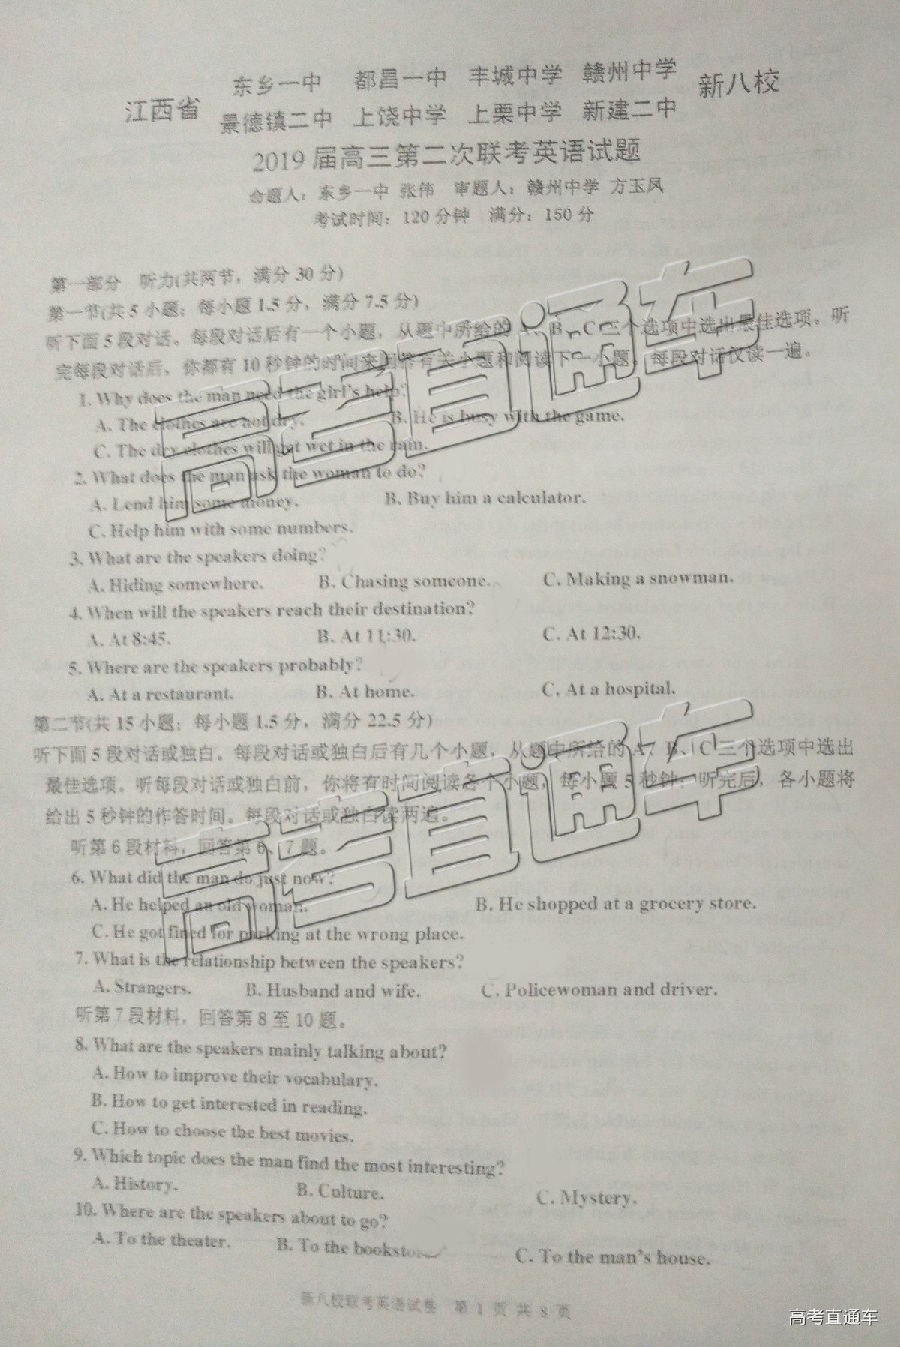 江西省 东乡一中 都昌一中 丰城中学 赣州中学 新八校
景德镇二中 上饶中学 上栗中学 新建二中
2019届高三第二次联考英语试题
命题人：东乡一中 张伟 审题人：赣州中学 方玉凤
考试时间：120分钟 满分：150分
第一部分 听力(共两节，满分30分)
第一节(共5小题；每小题1.5分，满分7.5分)
听下面5段对话。每段对话后有一个小题，从题中所给的A、B、C三个选项中选出最佳选项。听
完每段对话后，你都有10秒钟的时间来回答有关小题和阅读下一小题。每段对话仅读一遍。
1. Why does the man need the girl's help?
A. The clothes are not dry. B. He is busy with the game.
C. The dry clothes will get wet in the rain.
2. What does the man ask the woman to do?
A. Lend him some money. B. Buy him a calculator.
C. Help him with some numbers.
3. What are the speakers doing?
A. Hiding somewhere. B. Chasing someone. C. Making a snowman.
4. When will the speakers reach their destination?
A. At 8:45. B. At 11:30. C. At 12:30.
5. Where are the speakers probably?
A. At a restaurant. B. At home. C. At a hospital.
第二节(共15小题；每小题1.5分，满分22.5分)
听下面5段对话或独白。每段对话或独白后有几个小题，从题中所给的A、B、C三个选项中选出
最佳选项。听每段对话或独白前，你将有时间阅读各个小题，每小题5秒钟；听完后，各小题将
给出5秒钟的作答时间。每段对话或独白读两遍。
听第6段材料，回答第6、7题。
6. What did the man do just now?
A. He helped an old woman. B. He shopped at a grocery store.
C. He got fined for parking at the wrong place.
7. What is the relationship between the speakers?
A. Strangers. B. Husband and wife. C. Policewoman and driver.
听第7段材料，回答第8至10题。
8. What are the speakers mainly talking about?
A. How to improve their vocabulary.
B. How to get interested in reading.
C. How to choose the best movies.
9. Which topic does the man find the most interesting?
A. History. B. Culture. C. Mystery.
10. Where are the speakers about to go?
A. To the theater. B. To the bookstore. C. To the man's house.
新八校联考英语试卷 第1页 共8页
高考直通车
高考直通车
高考直通车